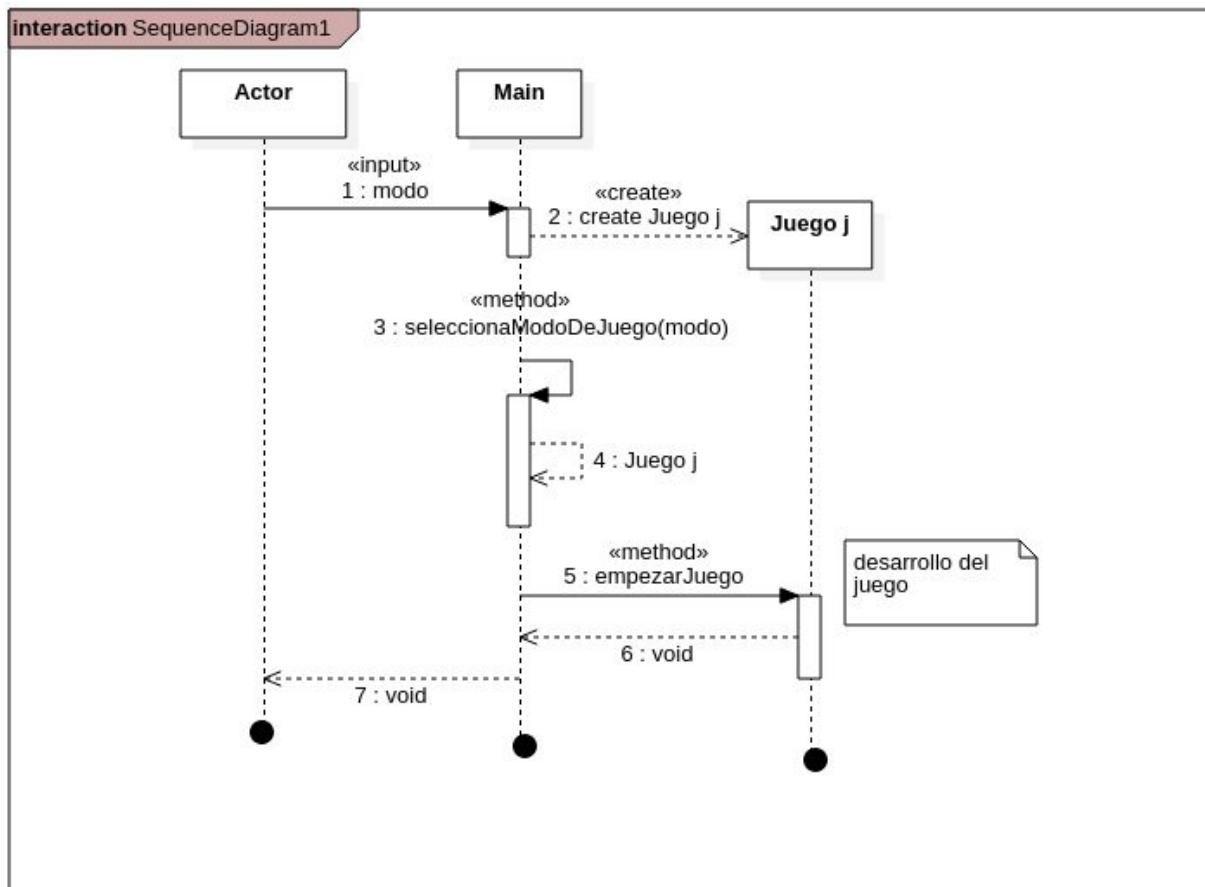 interaction SequenceDiagram1
Actor
Main
«input»
1 : modo
«create»
2 : create Juego j
Juego j
«method»
3 : seleccionaModoDeJuego(modo)
4 : Juego j
«method»
5 : empezarJuego
desarrollo del
juego
6 : void
7 : void